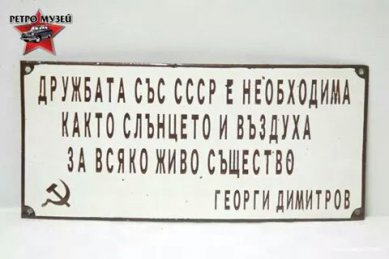 РЕТРО МУЗЕЙ
ДРУЖБАТА СЪС СССР Е НЕОБХОДИМА
КАКТО СЛЪНЦЕТО И ВЪЗДУХА
ЗА ВСЯКО ЖИВО СЪЩЕСТВО
ГЕОРГИ ДИМИТРОВ